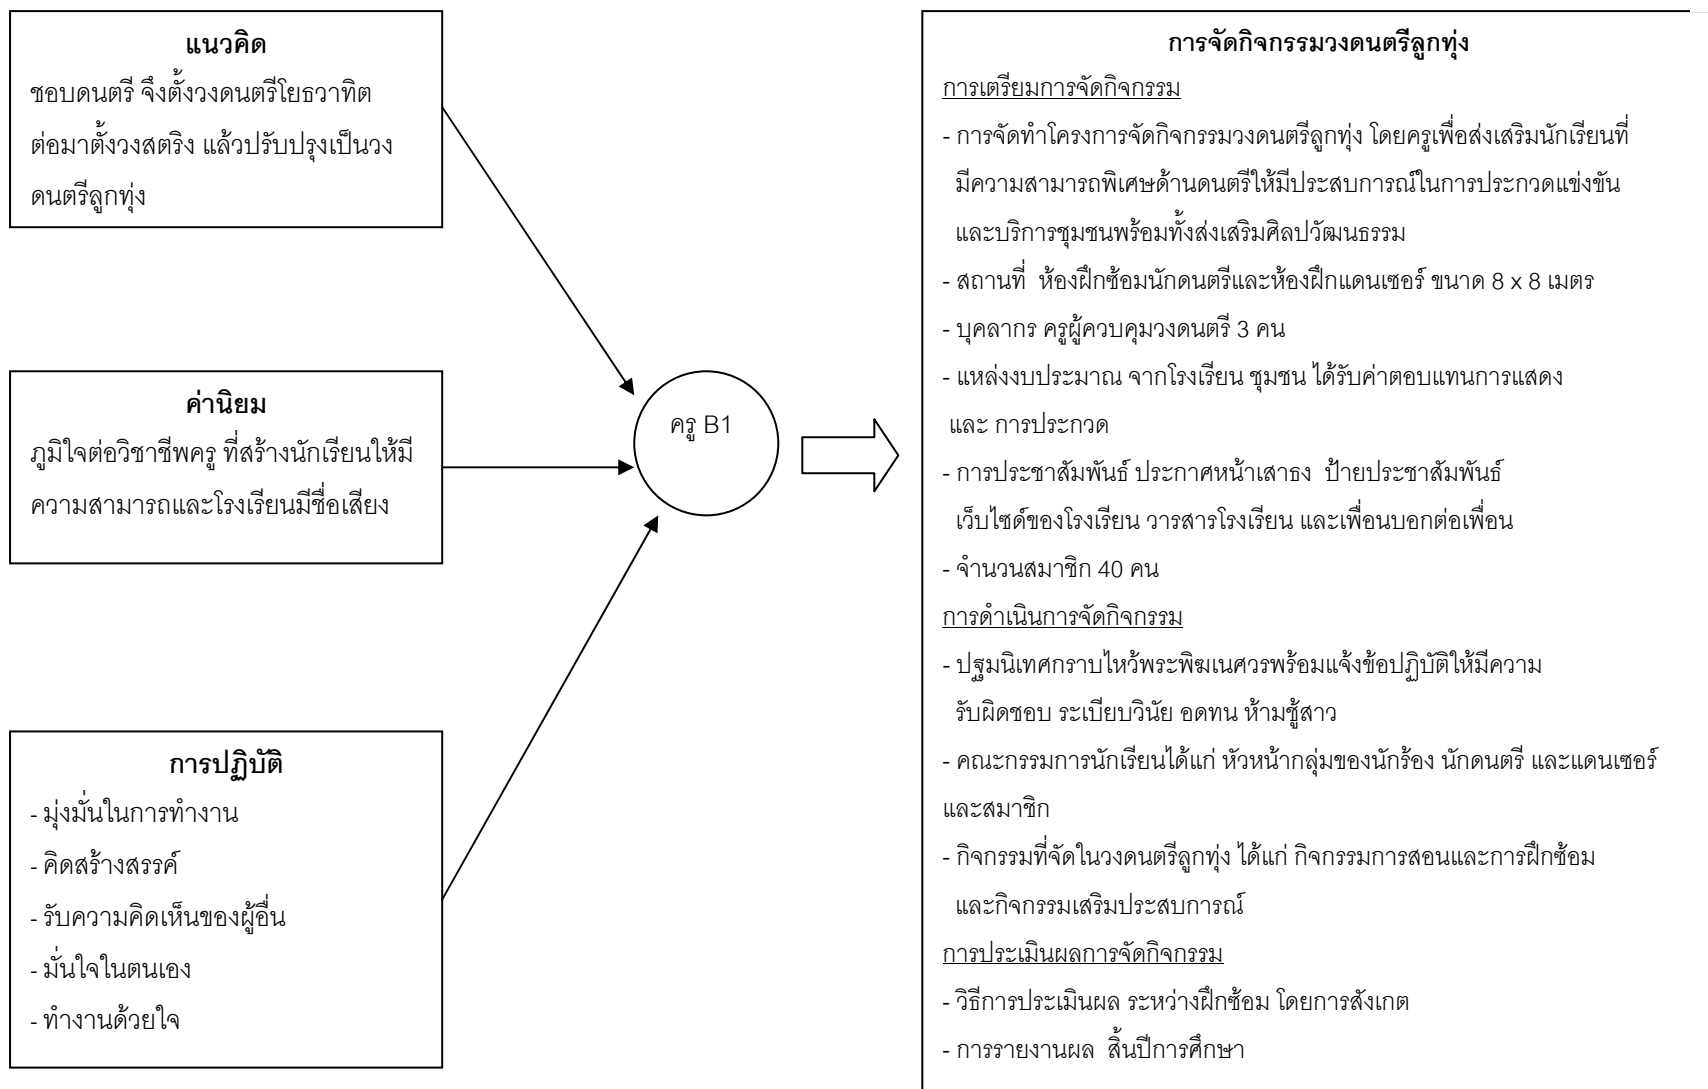 แนวคิด
ชอบดนตรี จึงตั้งวงดนตรีโยธวาทิต
ต่อมาตั้งวงสตริง แล้วปรับปรุงเป็นวง
ดนตรีลูกทุ่ง
ค่านิยม
ภูมิใจต่อวิชาชีพครู ที่สร้างนักเรียนให้มี
ความสามารถและโรงเรียนมีชื่อเสียง
การปฏิบัติ
- มุ่งมั่นในการทำงาน
- คิดสร้างสรรค์
- รับความคิดเห็นของผู้อื่น
- มั่นใจในตนเอง
- ทำงานด้วยใจ
ครู B1
การจัดกิจกรรมวงดนตรีลูกทุ่ง
การเตรียมการจัดกิจกรรม
- การจัดทำโครงการจัดกิจกรรมวงดนตรีลูกทุ่ง โดยครูเพื่อส่งเสริมนักเรียนที่
มีความสามารถพิเศษด้านดนตรีให้มีประสบการณ์ในการประกวดแข่งขัน
และบริการชุมชนพร้อมทั้งส่งเสริมศิลปวัฒนธรรม
- สถานที่ ห้องฝึกซ้อมนักดนตรีและห้องฝึกแดนเซอร์ ขนาด 8 x 8 เมตร
- บุคลากร ครูผู้ควบคุมวงดนตรี 3 คน
- แหล่งงบประมาณ จากโรงเรียน ชุมชน ได้รับค่าตอบแทนการแสดง
และ การประกวด
- การประชาสัมพันธ์ ประกาศหน้าเสาธง ป้ายประชาสัมพันธ์
เว็บไซด์ของโรงเรียน วารสารโรงเรียน และเพื่อนบอกต่อเพื่อน
- จำนวนสมาชิก 40 คน
การดำเนินการจัดกิจกรรม
- ปฐมนิเทศกราบไหว้พระพิฆเนศวรพร้อมแจ้งข้อปฏิบัติให้มีความ
รับผิดชอบ ระเบียบวินัย อดทน ห้ามชู้สาว
- คณะกรรมการนักเรียนได้แก่ หัวหน้ากลุ่มของนักร้อง นักดนตรี และแดนเซอร์
และสมาชิก
- กิจกรรมที่จัดในวงดนตรีลูกทุ่ง ได้แก่ กิจกรรมการสอนและการฝึกซ้อม
และกิจกรรมเสริมประสบการณ์
การประเมินผลการจัดกิจกรรม
- วิธีการประเมินผล ระหว่างฝึกซ้อม โดยการสังเกต
- การรายงานผล สิ้นปีการศึกษา